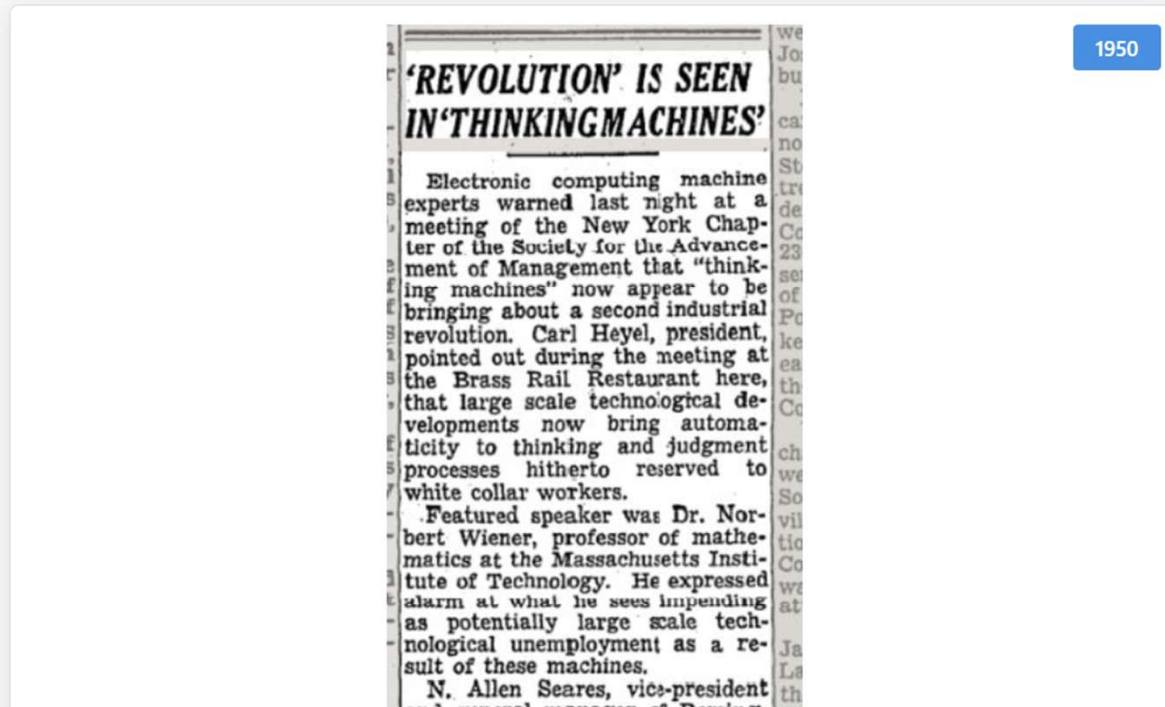 1950
‘REVOLUTION’ IS SEEN
IN ‘THINKING MACHINES’
Electronic computing machine
experts warned last night at a
meeting of the New York Chap-
ter of the Society for the Advance-
ment of Management that “think-
ing machines” now appear to be
bringing about a second industrial
revolution. Carl Heyel, president,
pointed out during the meeting at
the Brass Rail Restaurant here,
that large scale technological de-
velopments now bring automa-
ticity to thinking and judgment
processes hitherto reserved to
white collar workers.
Featured speaker was Dr. Nor-
bert Wiener, professor of mathe-
matics at the Massachusetts Insti-
tute of Technology. He expressed
alarm at what he sees impending
as potentially large scale tech-
nological unemployment as a re-
sult of these machines.
N. Allen Seares, vice-president